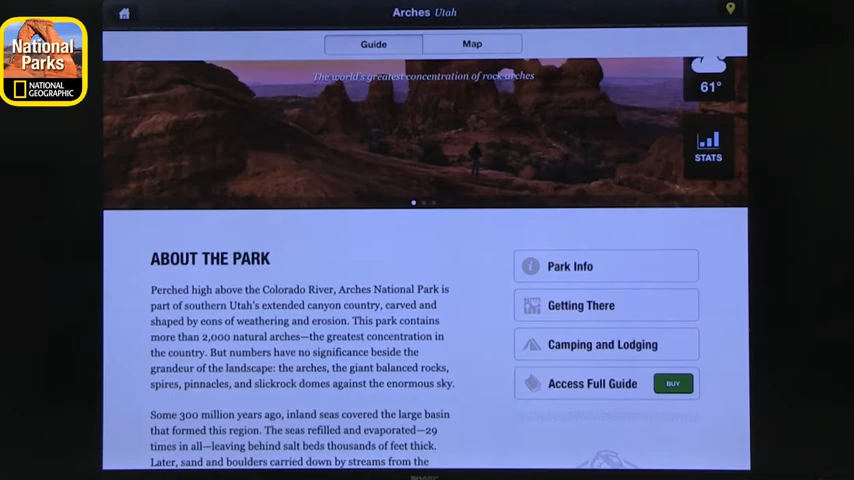 National
Parks
NATIONAL
GEOGRAPHIC
Arches Utah
Guide
Map
The world's greatest concentration of rock arches
61°
STATS
ABOUT THE PARK
Perched high above the Colorado River, Arches National Park is
part of southern Utah's extended canyon country, carved and
shaped by eons of weathering and erosion. This park contains
more than 2,000 natural arches—the greatest concentration in
the country. But numbers have no significance beside the
grandeur of the landscape: the arches, the giant balanced rocks,
spires, pinnacles, and slickrock domes against the enormous sky.
Some 300 million years ago, inland seas covered the large basin
that formed this region. The seas refilled and evaporated—29
times in all—leaving behind salt beds thousands of feet thick.
Later, sand and boulders carried down by streams from the
Park Info
Getting There
Camping and Lodging
Access Full Guide
BUY